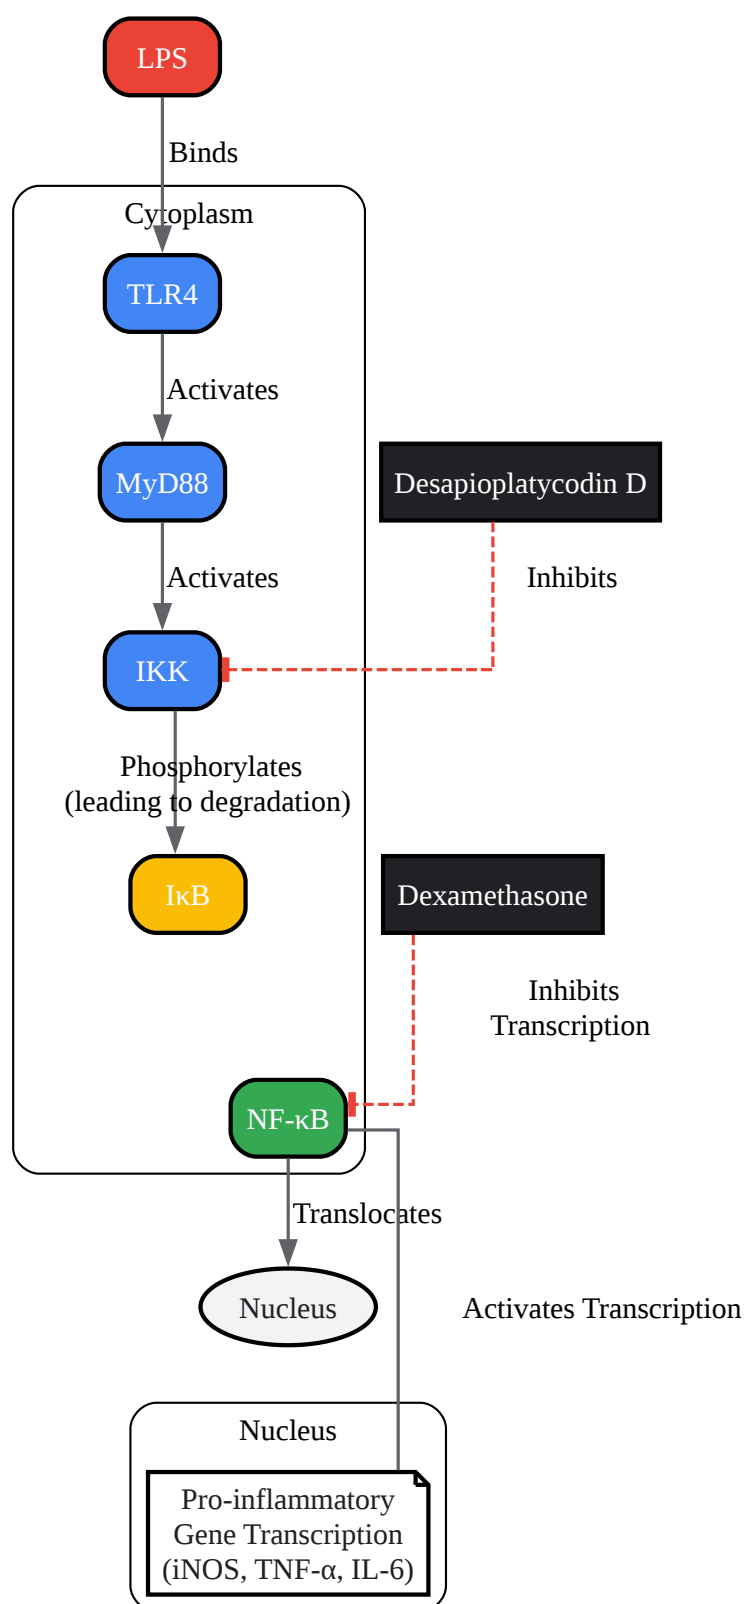 LPS
Binds
Cytoplasm
TLR4
Activates
MyD88
Desapioplatycodin D
Activates
Inhibits
IKK
Phosphorylates
(leading to degradation)
IκB
Dexamethasone
Inhibits
Transcription
NF-κB
Translocates
Nucleus
Activates Transcription
Nucleus
Pro-inflammatory
Gene Transcription
(iNOS, TNF-α, IL-6)